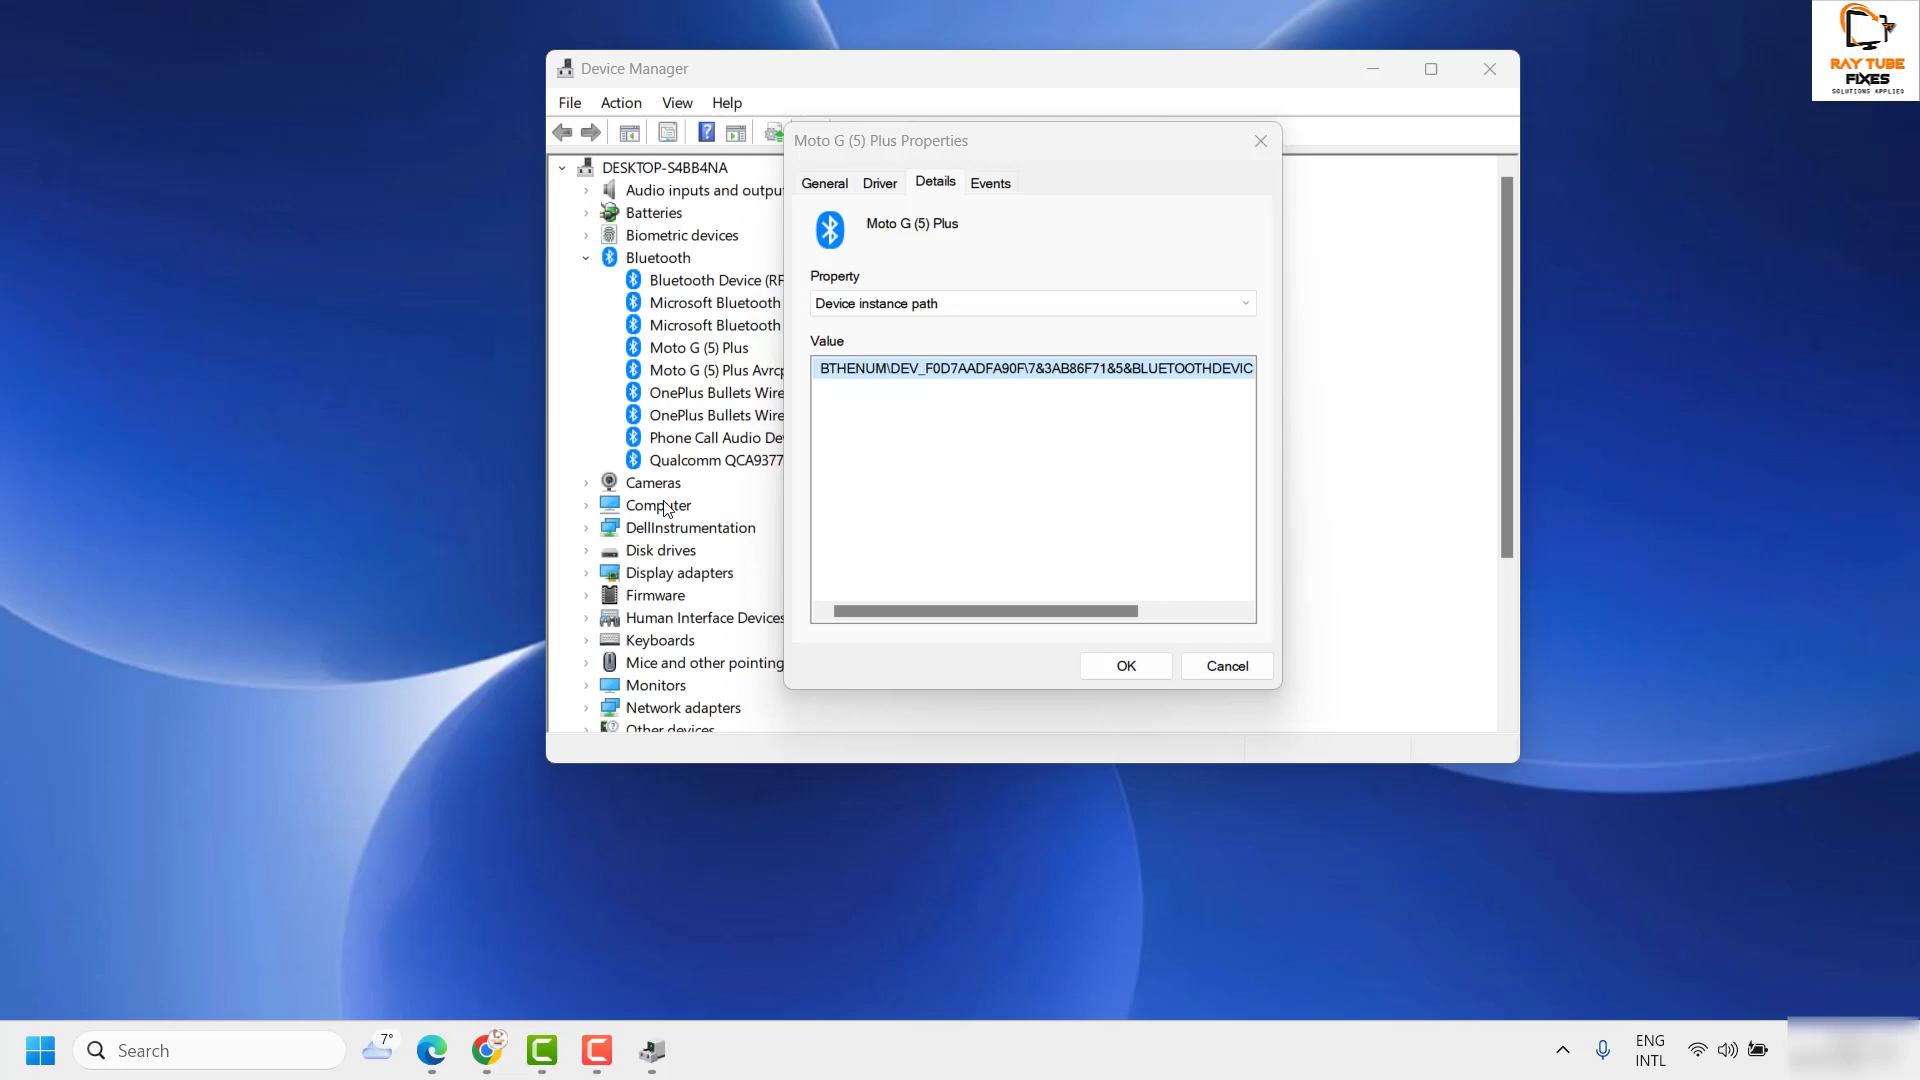 RAY TUBE
FIXES
SOLUTIONS APPLIED
Device Manager
File Action View Help
Moto G (5) Plus Properties
General Driver Details Events
Moto G (5) Plus
Property
Device instance path
Value
BTHENUM\DEV_F0D7AADFA90F\7&3AB86F71&5&BLUETOOTHDEVIC
OK Cancel
DESKTOP-S4BB4NA
Audio inputs and outpu
Batteries
Biometric devices
Bluetooth
Bluetooth Device (RF
Microsoft Bluetooth
Microsoft Bluetooth
Moto G (5) Plus
Moto G (5) Plus Avrcp
OnePlus Bullets Wire
OnePlus Bullets Wire
Phone Call Audio De
Qualcomm QCA9377
Cameras
Computer
DellInstrumentation
Disk drives
Display adapters
Firmware
Human Interface Devices
Keyboards
Mice and other pointing
Monitors
Network adapters
Other devices
Search
7°
ENG
INTL